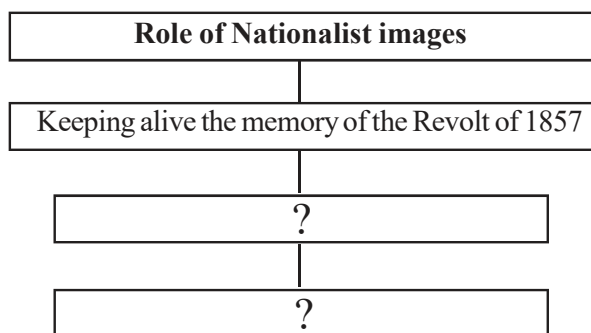 Role of Nationalist images
Keeping alive the memory of the Revolt of 1857
?
?